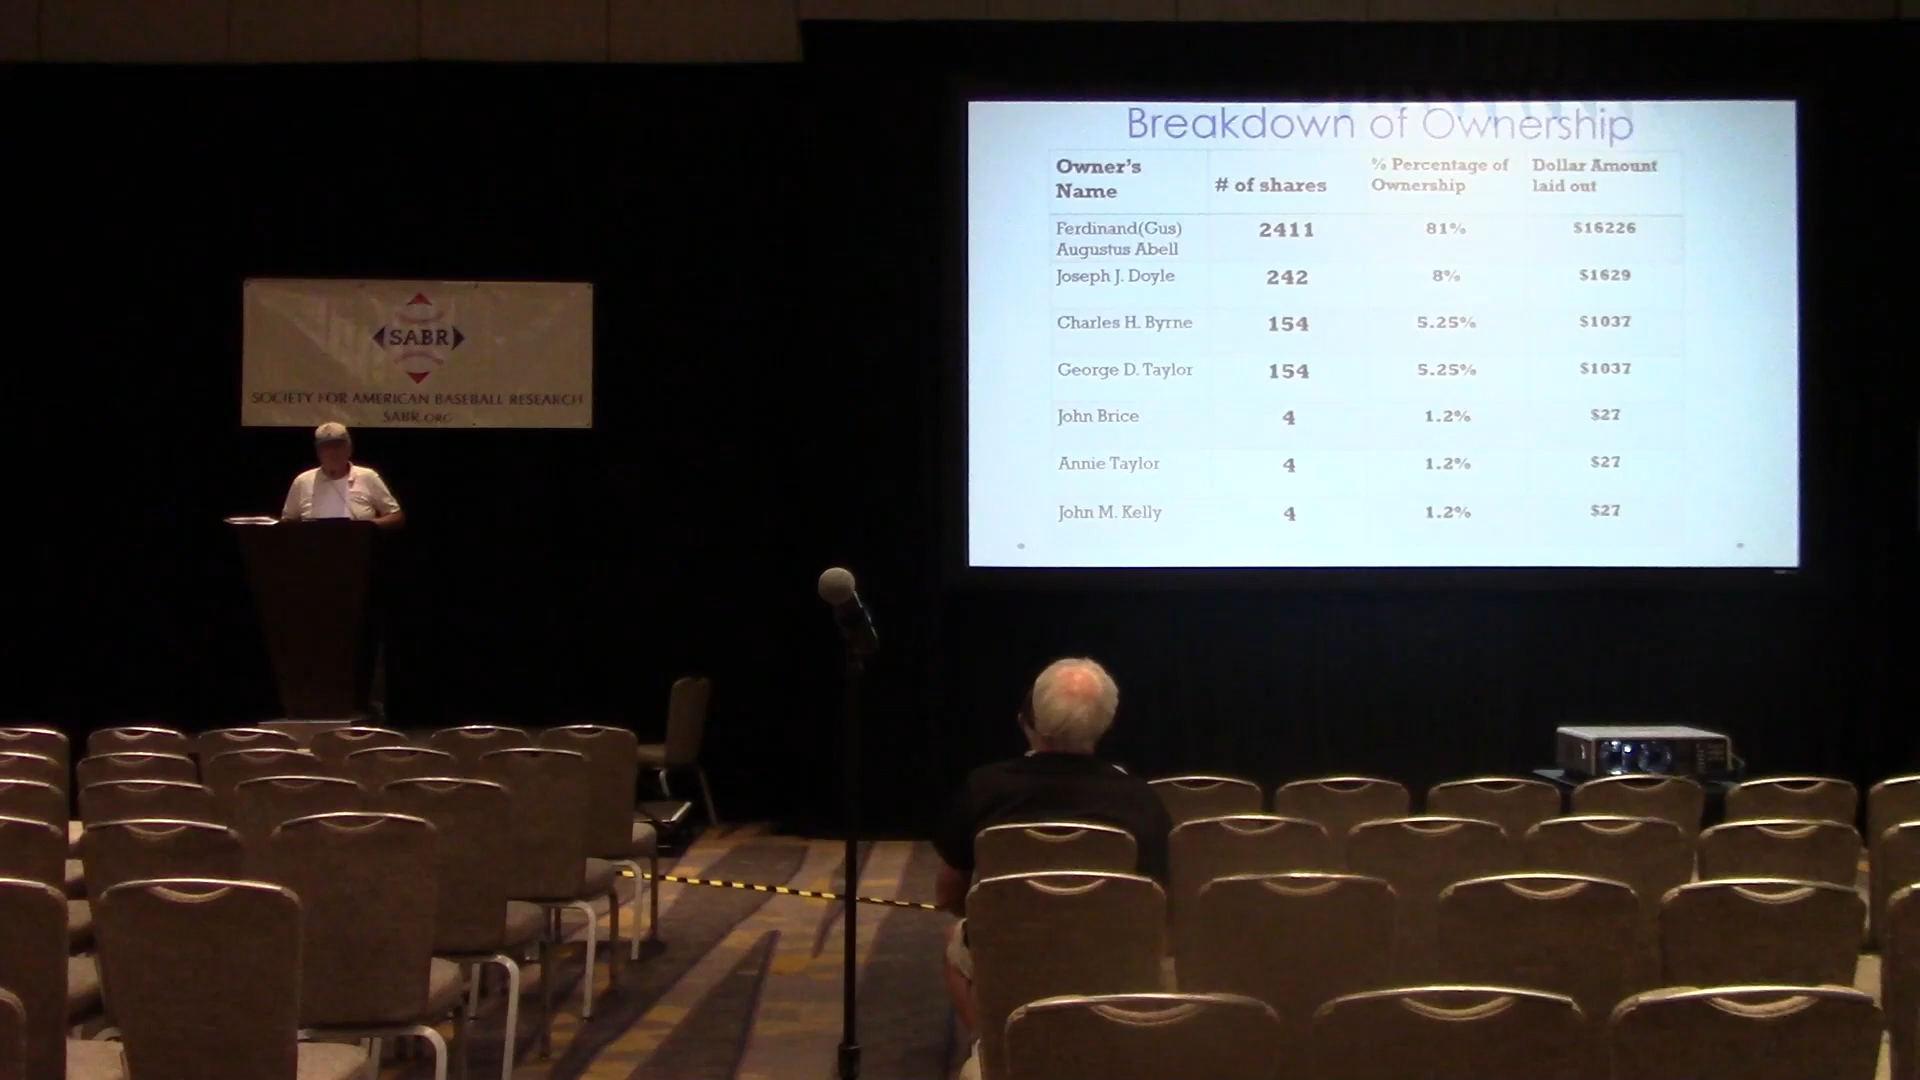 Breakdown of Ownership
Owner's Name # of shares % Percentage of Ownership Dollar Amount laid out
Ferdinand(Gus) Augustus Abell 2411 81% $16226
Joseph J. Doyle 242 8% $1629
Charles H. Byrne 154 5.25% $1037
George D. Taylor 154 5.25% $1037
John Brice 4 1.2% $27
Annie Taylor 4 1.2% $27
John M. Kelly 4 1.2% $27
SABR
SOCIETY FOR AMERICAN BASEBALL RESEARCH
SABR.ORG